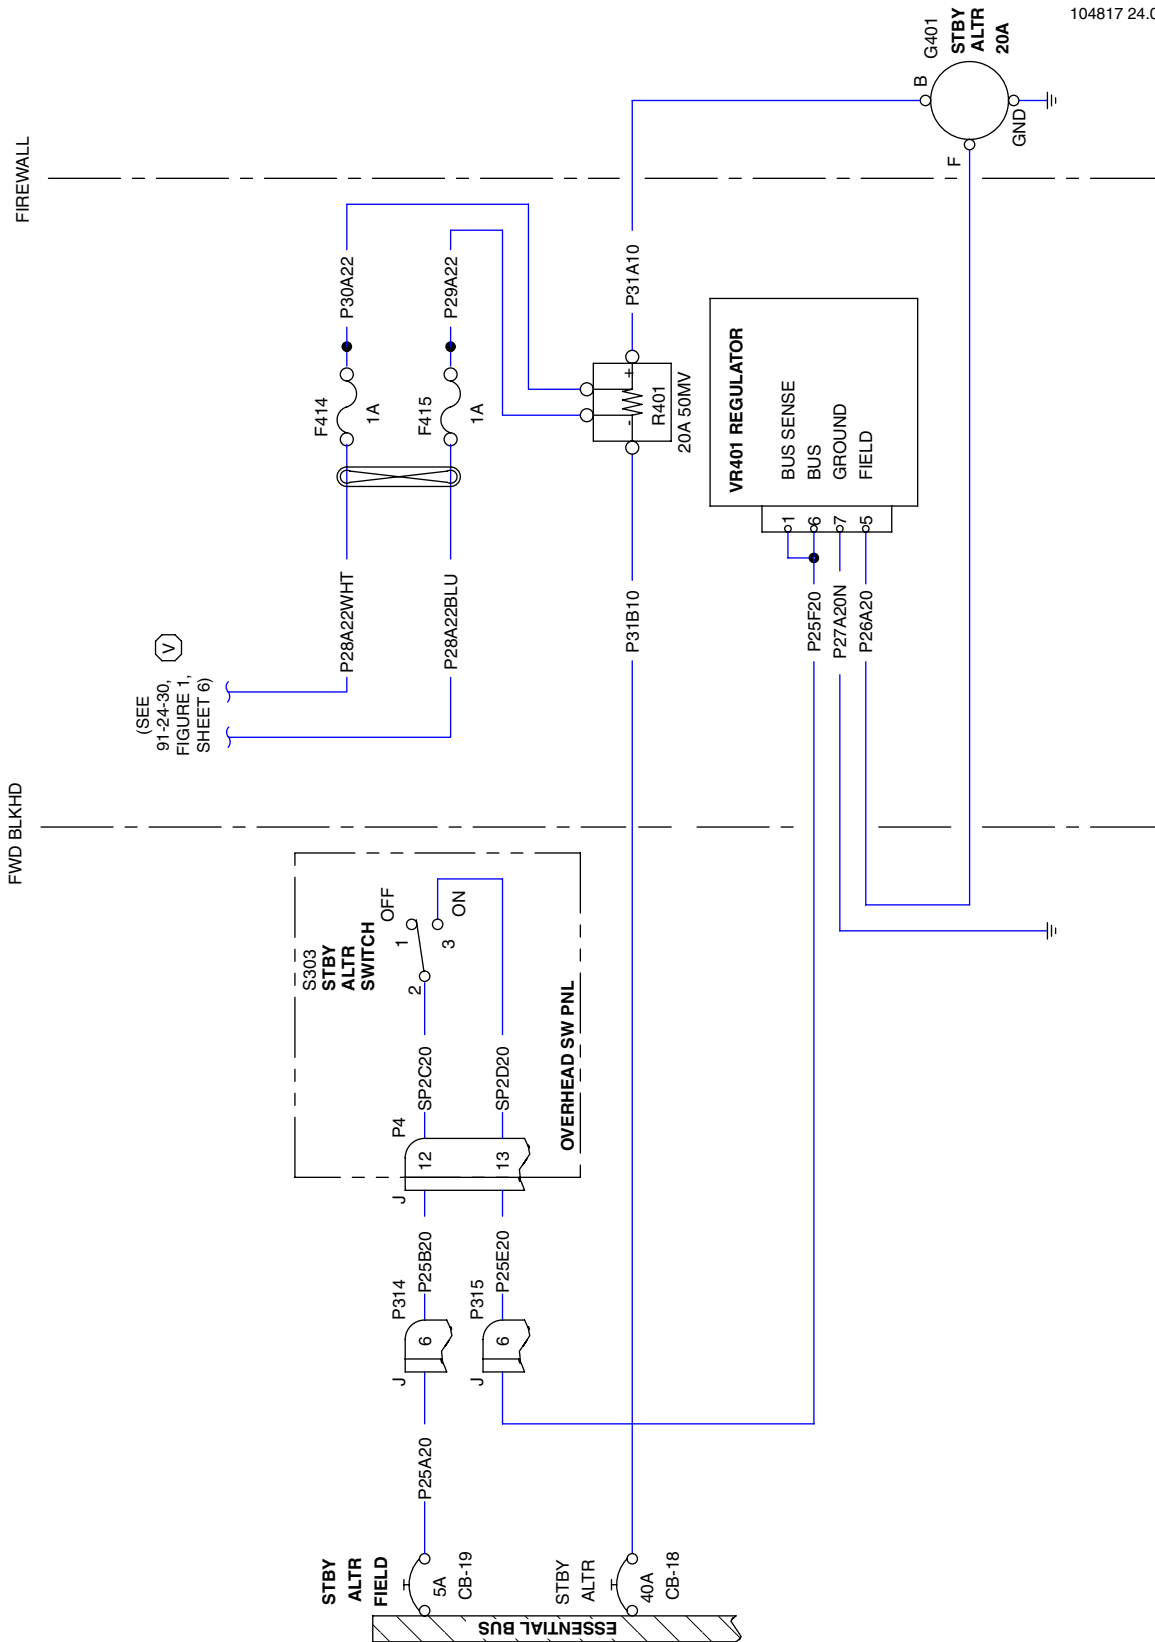 104817 24.0
G401
STBY
ALTR
20A
B
F
GND
FIREWALL
P30A22
P29A22
P31A10
F414
1A
F415
1A
+
-
R401
20A 50MV
VR401 REGULATOR
BUS SENSE
BUS
GROUND
FIELD
1
6
7
5
P28A22WHT
P28A22BLU
P31B10
P25F20
P27A20N
P26A20
V
(SEE
91-24-30,
FIGURE 1,
SHEET 6)
FWD BLKHD
S303
STBY
ALTR
SWITCH
OFF
ON
1
2
3
SP2C20
SP2D20
OVERHEAD SW PNL
P4
12
13
J
P25B20
P25E20
P314
6
J
P315
6
J
P25A20
STBY
ALTR
FIELD
5A
CB-19
STBY
ALTR
40A
CB-18
ESSENTIAL BUS